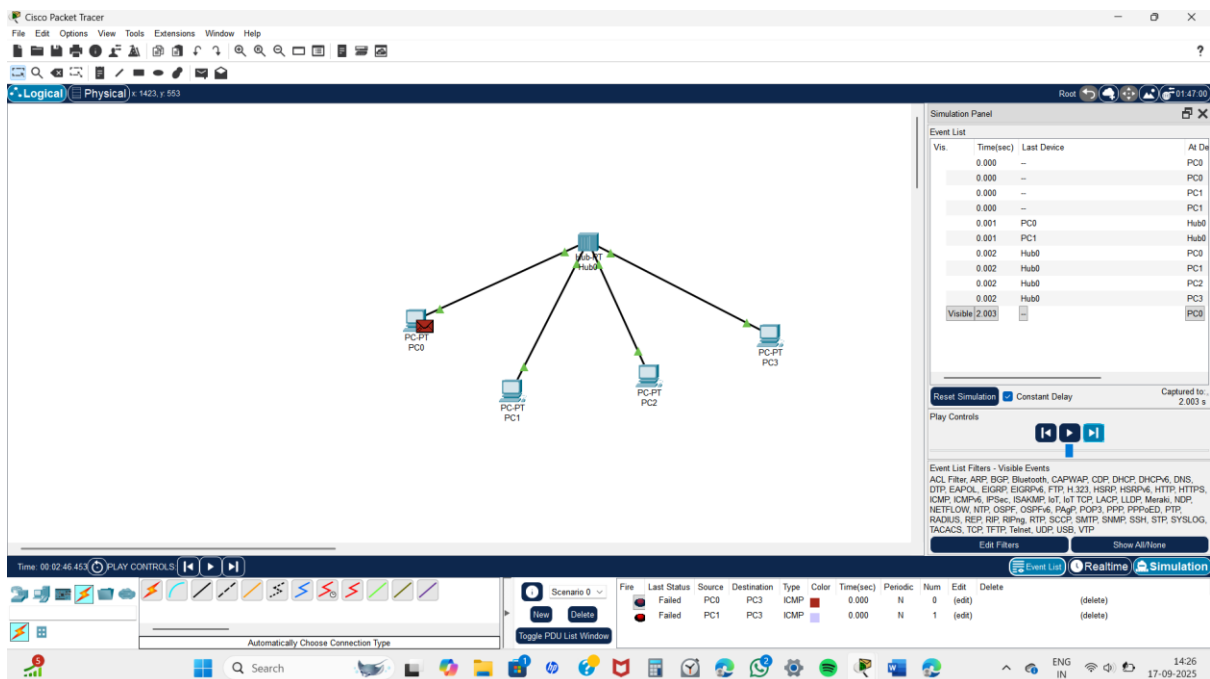 Cisco Packet Tracer
File Edit Options View Tools Extensions Window Help
?
Logical Physical x: 1423, y: 553
Root 01:47:00
Simulation Panel
Event List
Vis. Time(sec) Last Device At De
0.000 -- PC0
0.000 -- PC0
0.000 -- PC1
0.000 -- PC1
0.001 PC0 Hub0
0.001 PC1 Hub0
0.002 Hub0 PC0
0.002 Hub0 PC1
0.002 Hub0 PC2
0.002 Hub0 PC3
Visible 2.003 -- PC0
Hub-PT
Hub0
PC-PT
PC0
PC-PT
PC1
PC-PT
PC2
PC-PT
PC3
Reset Simulation Constant Delay Captured to:
2.003 s
Play Controls
Event List Filters - Visible Events
ACL Filter, ARP, BGP, Bluetooth, CAPWAP, CDP, DHCP, DHCPv6, DNS,
DTP, EAPOL, EIGRP, EIGRPv6, FTP, H.323, HSRP, HSRPv6, HTTP, HTTPS,
ICMP, ICMPv6, IPSec, ISAKMP, IoT, IoT TCP, LACP, LLDP, Meraki, NDP,
NETFLOW, NTP, OSPF, OSPFv6, PAgP, POP3, PPP, PPPoED, PTP,
RADIUS, REP, RIP, RIPng, RTP, SCCP, SMTP, SNMP, SSH, STP, SYSLOG,
TACACS, TCP, TFTP, Telnet, UDP, USB, VTP
Edit Filters Show All/None
Time: 00:02:46.453 PLAY CONTROLS: Event List Realtime Simulation
Scenario 0
New Delete
Toggle PDU List Window
Fire Last Status Source Destination Type Color Time(sec) Periodic Num Edit Delete
Failed PC0 PC3 ICMP 0.000 N 0 (edit) (delete)
Failed PC1 PC3 ICMP 0.000 N 1 (edit) (delete)
Automatically Choose Connection Type
5
Search
2
ENG
IN
14:26
17-09-2025